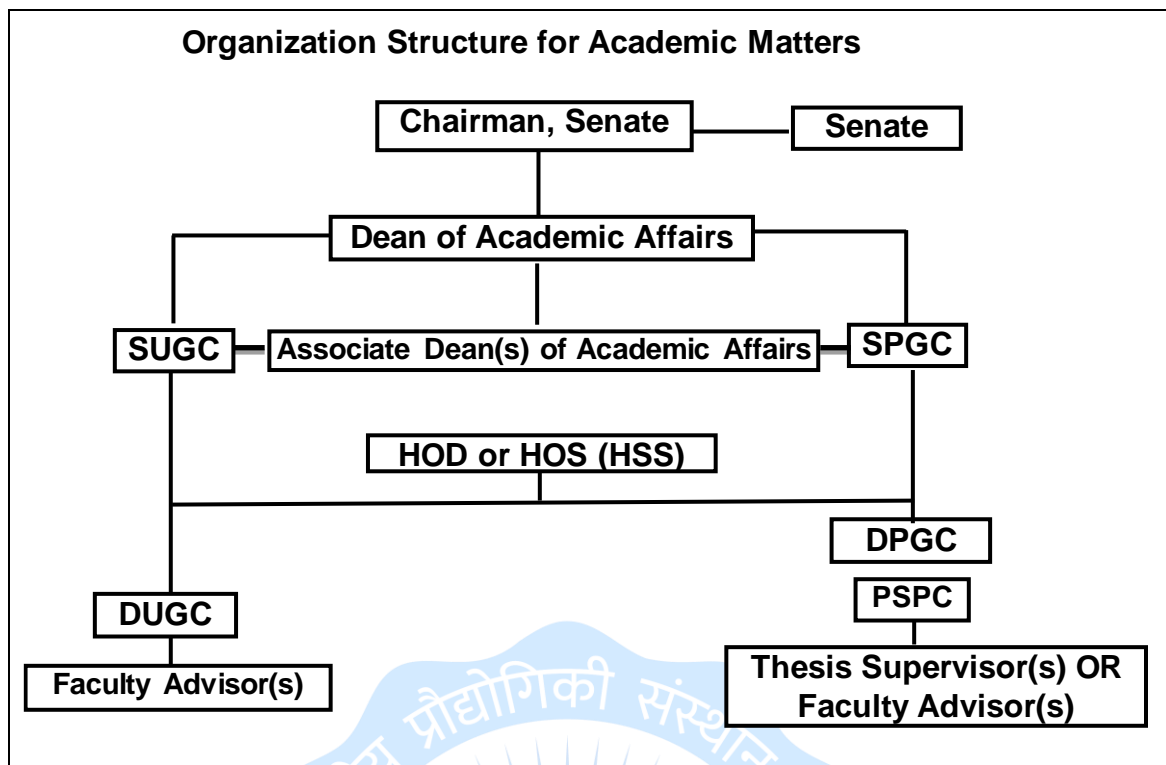 Organization Structure for Academic Matters
Chairman, Senate
Senate
Dean of Academic Affairs
SUGC
Associate Dean(s) of Academic Affairs
SPGC
HOD or HOS (HSS)
DPGC
DUGC
PSPC
Faculty Advisor(s)
Thesis Supervisor(s) OR
Faculty Advisor(s)
प्रौद्योगिकी संस्थान